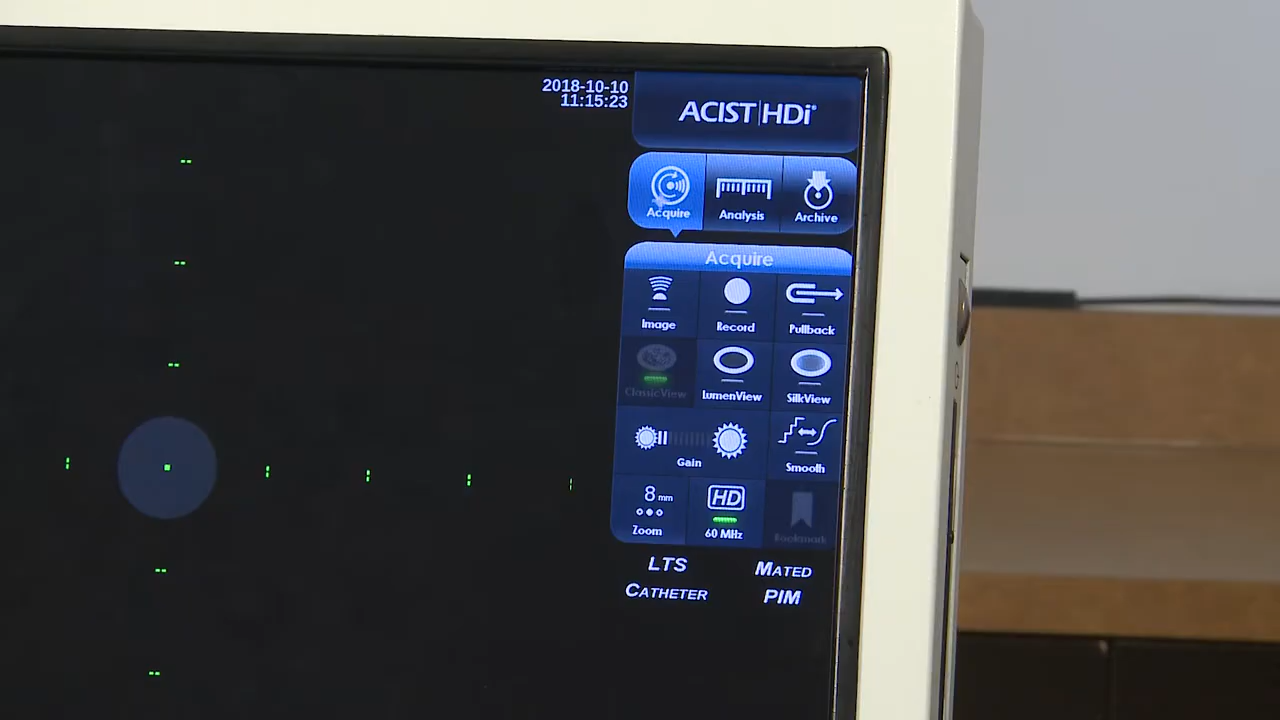 2018-10-10
11:15:23
ACIST|HDi®
Acquire
Analysis
Archive
Acquire
Image
Record
Pullback
ClassicView
LumenView
SilkView
Gain
Smooth
8 mm
Zoom
HD
60 MHz
Bookmark
LTS
CATHETER
MATED
PIM